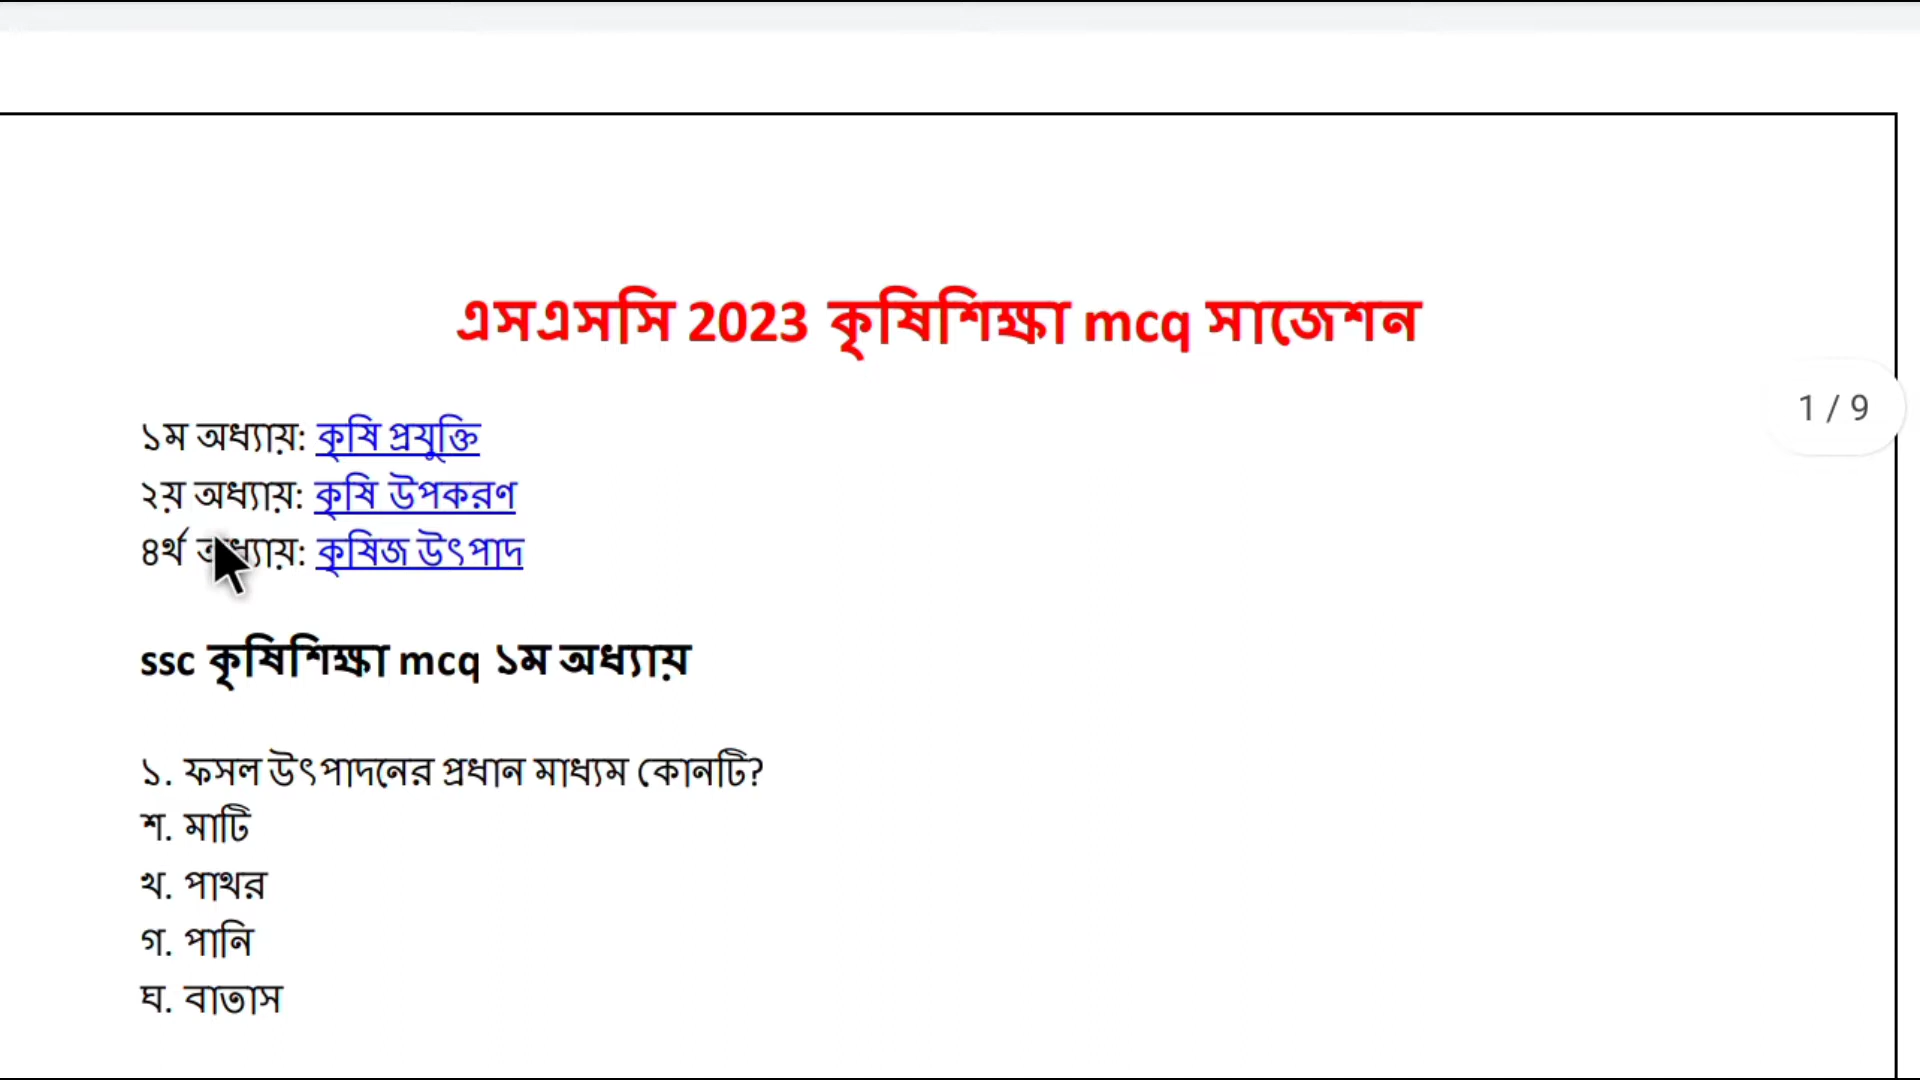 এসএসসি 2023 কৃষিশিক্ষা mcq সাজেশন
1 / 9
১ম অধ্যায়: কৃষি প্রযুক্তি
২য় অধ্যায়: কৃষি উপকরণ
৪র্থ অধ্যায়: কৃষিজ উৎপাদ
ssc কৃষিশিক্ষা mcq ১ম অধ্যায়
১. ফসল উৎপাদনের প্রধান মাধ্যম কোনটি?
শ. মাটি
খ. পাথর
গ. পানি
ঘ. বাতাস